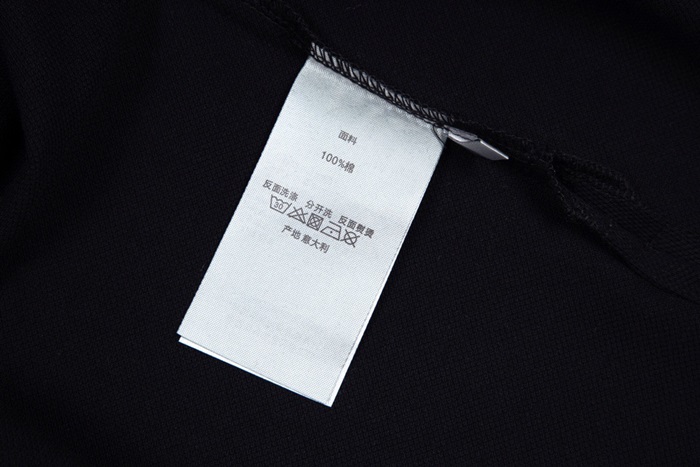 面料
100%棉
反面洗涤 分开洗 反面熨烫
30
产地 意大利